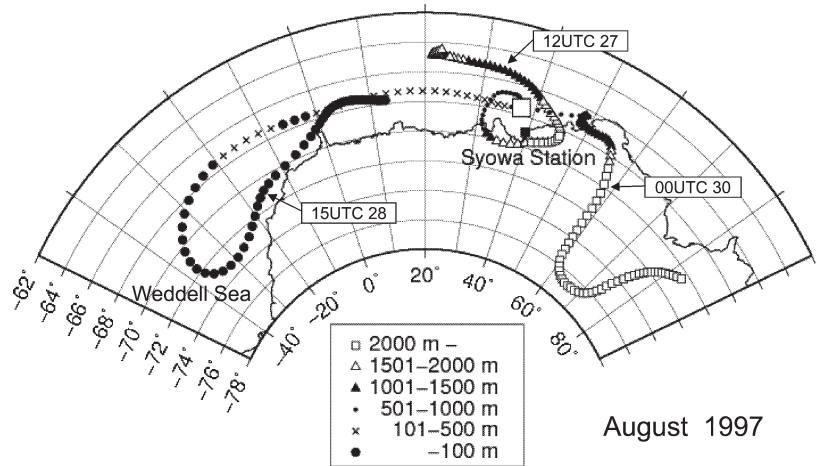 12UTC 27
Syowa Station
00UTC 30
15UTC 28
Weddell Sea
−62°
−64°
−66°
−68°
−70°
−72°
−74°
−76°
−78°
−40°
−20°
0°
20°
40°
60°
80°
2000 m −
1501−2000 m
1001−1500 m
501−1000 m
101−500 m
−100 m
August 1997